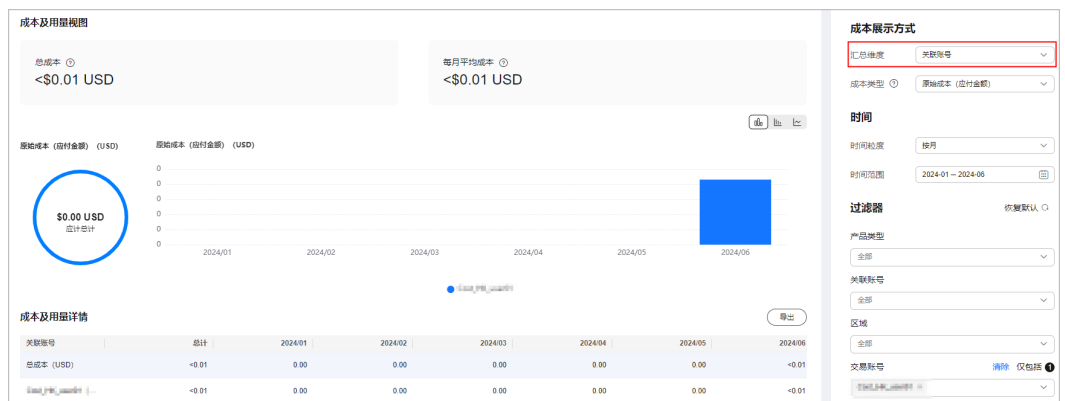 成本及用量视图
总成本
<$0.01 USD
每月平均成本
<$0.01 USD
原始成本（应付金额）(USD)
$0.00 USD
应计总计
原始成本（应付金额）(USD)
0
0
0
0
0
0
2024/01 2024/02 2024/03 2024/04 2024/05 2024/06
成本及用量详情
导出
关联账号 总计 2024/01 2024/02 2024/03 2024/04 2024/05 2024/06
总成本 (USD) <0.01 0.00 0.00 0.00 0.00 0.00 <0.01
<0.01 0.00 0.00 0.00 0.00 0.00 <0.01
成本展示方式
汇总维度 关联账号
成本类型 原始成本（应付金额）
时间
时间粒度 按月
时间范围 2024-01 – 2024-06
过滤器 恢复默认
产品类型
全部
关联账号
全部
区域
全部
交易账号 清除 仅包括 1